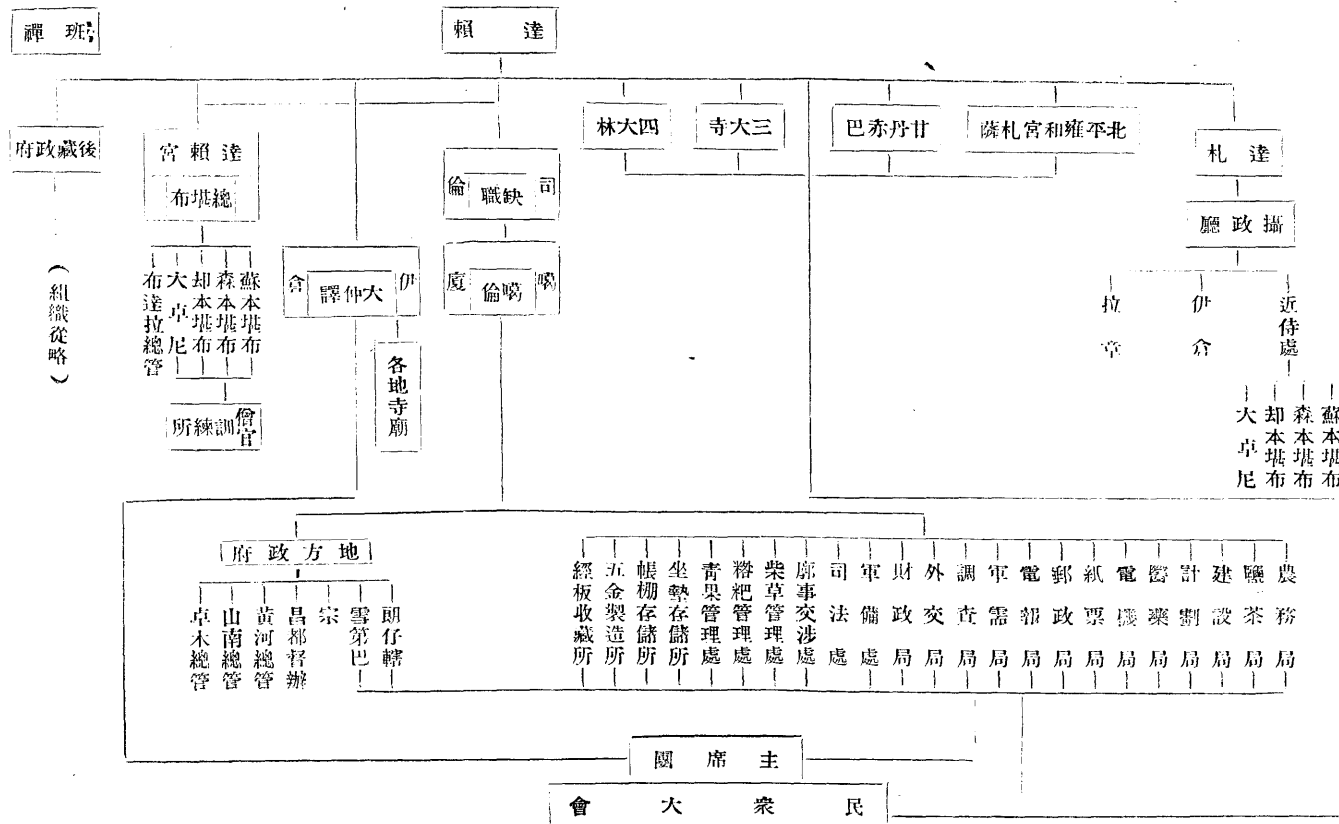 達賴
班禪
達札
攝政廳
近侍處
蘇本堪布
森本堪布
却本堪布
大卓尼
伊倉
拉章
北平雍和宮札薩
甘丹赤巴
三大寺
四大林
司倫
缺職
噶廈
噶倫
伊倉
大仲譯
各地寺廟
達賴宮
總堪布
蘇本堪布
森本堪布
却本堪布
大卓尼
布達拉總管
僧官訓練所
後藏政府
（組織從略）
農務局
鹽茶局
建設局
計劃局
醫藥局
電機局
紙票局
郵政局
電報局
軍需局
調查局
外交局
財政局
軍備處
司法處
廓事交涉處
柴草管理處
糌粑管理處
青果管理處
坐墊存儲所
帳棚存儲所
五金製造所
經板收藏所
地方政府
朗仔轄
雪第巴
宗
昌都督辦
黃河總管
山南總管
卓木總管
主席團
民衆大會